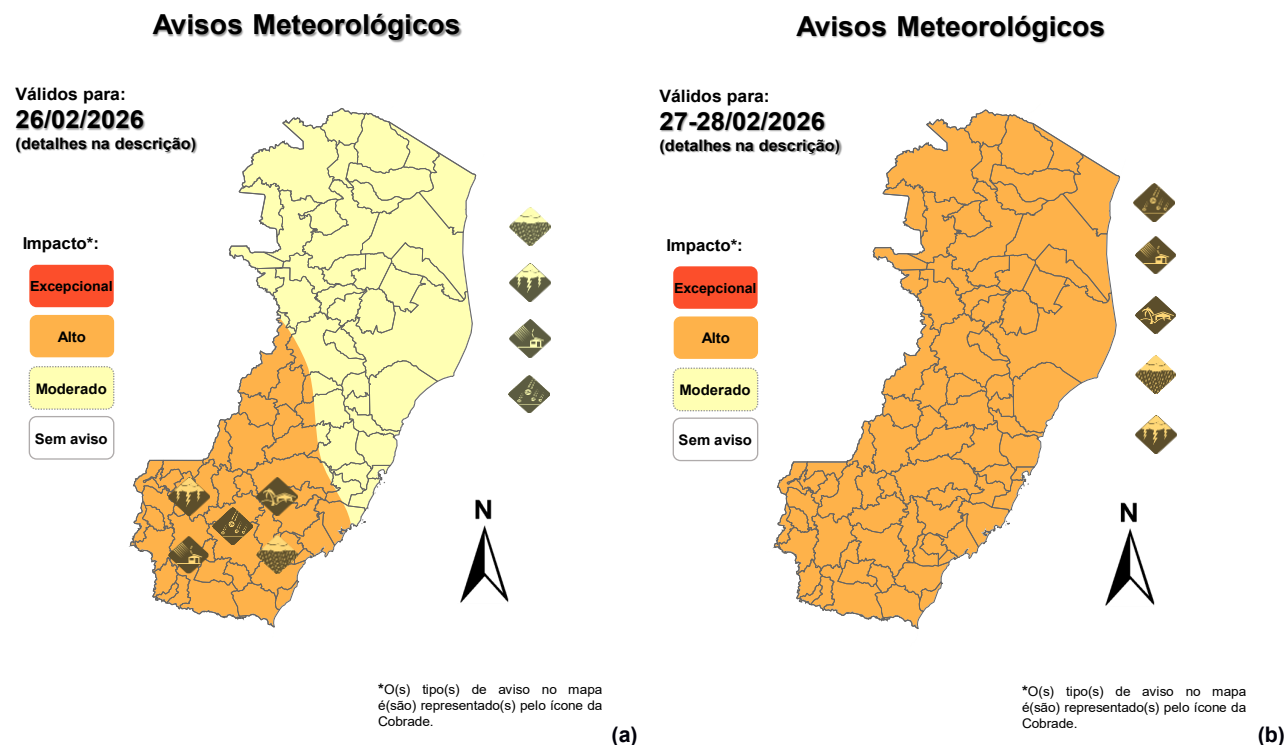 Avisos Meteorológicos
Válidos para:
26/02/2026
(detalhes na descrição)
Impacto*:
Excepcional
Alto
Moderado
Sem aviso
N
*O(s) tipo(s) de aviso no mapa
é(são) representado(s) pelo ícone da
Cobrade.
(a)
Avisos Meteorológicos
Válidos para:
27-28/02/2026
(detalhes na descrição)
Impacto*:
Excepcional
Alto
Moderado
Sem aviso
N
*O(s) tipo(s) de aviso no mapa
é(são) representado(s) pelo ícone da
Cobrade.
(b)